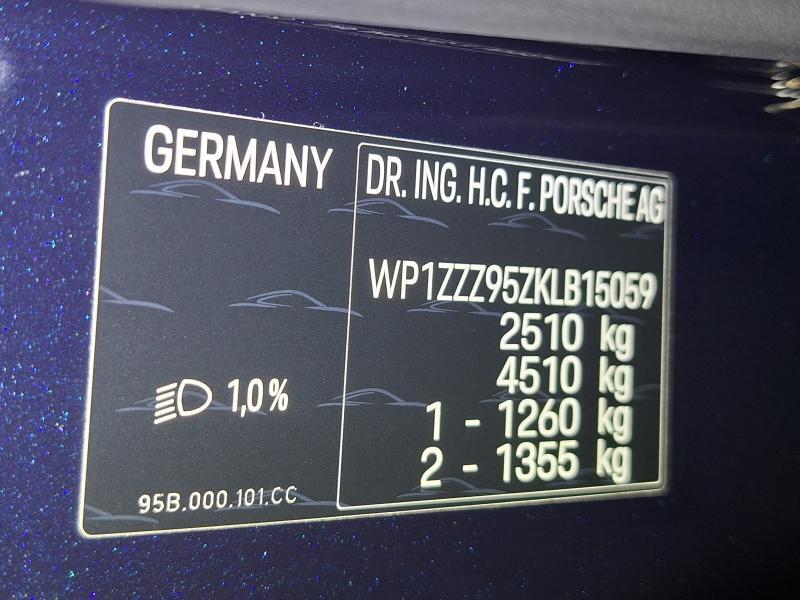 GERMANY
DR. ING. H.C. F. PORSCHE AG
WP1ZZZ95ZKLB15059
2510 kg
4510 kg
1 - 1260 kg
2 - 1355 kg
1,0 %
95B.000.101.CC